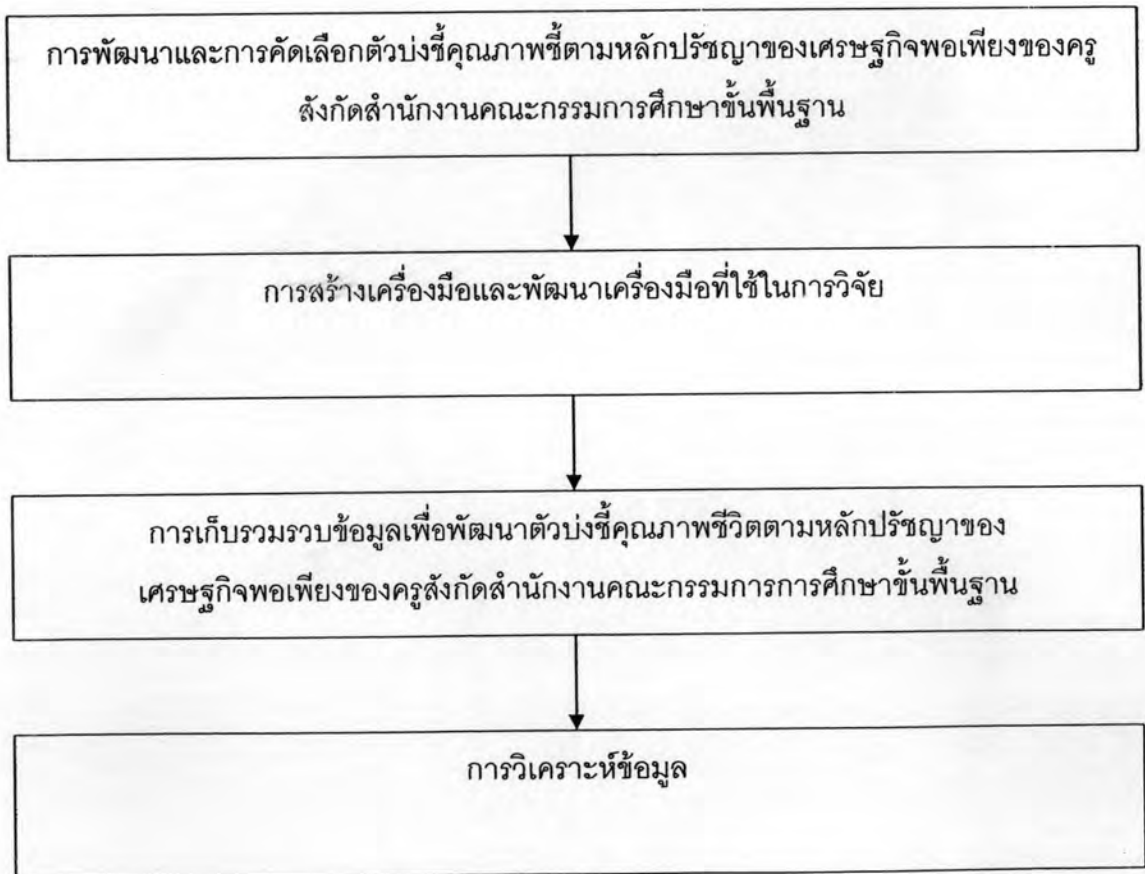 การพัฒนาและการคัดเลือกตัวบ่งชี้คุณภาพชี้ตามหลักปรัชญาของเศรษฐกิจพอเพียงของครู
สังกัดสำนักงานคณะกรรมการศึกษาขั้นพื้นฐาน
การสร้างเครื่องมือและพัฒนาเครื่องมือที่ใช้ในการวิจัย
การเก็บรวมรวบข้อมูลเพื่อพัฒนาตัวบ่งชี้คุณภาพชีวิตตามหลักปรัชญาของ
เศรษฐกิจพอเพียงของครูสังกัดสำนักงานคณะกรรมการการศึกษาขั้นพื้นฐาน
การวิเคราะห์ข้อมูล